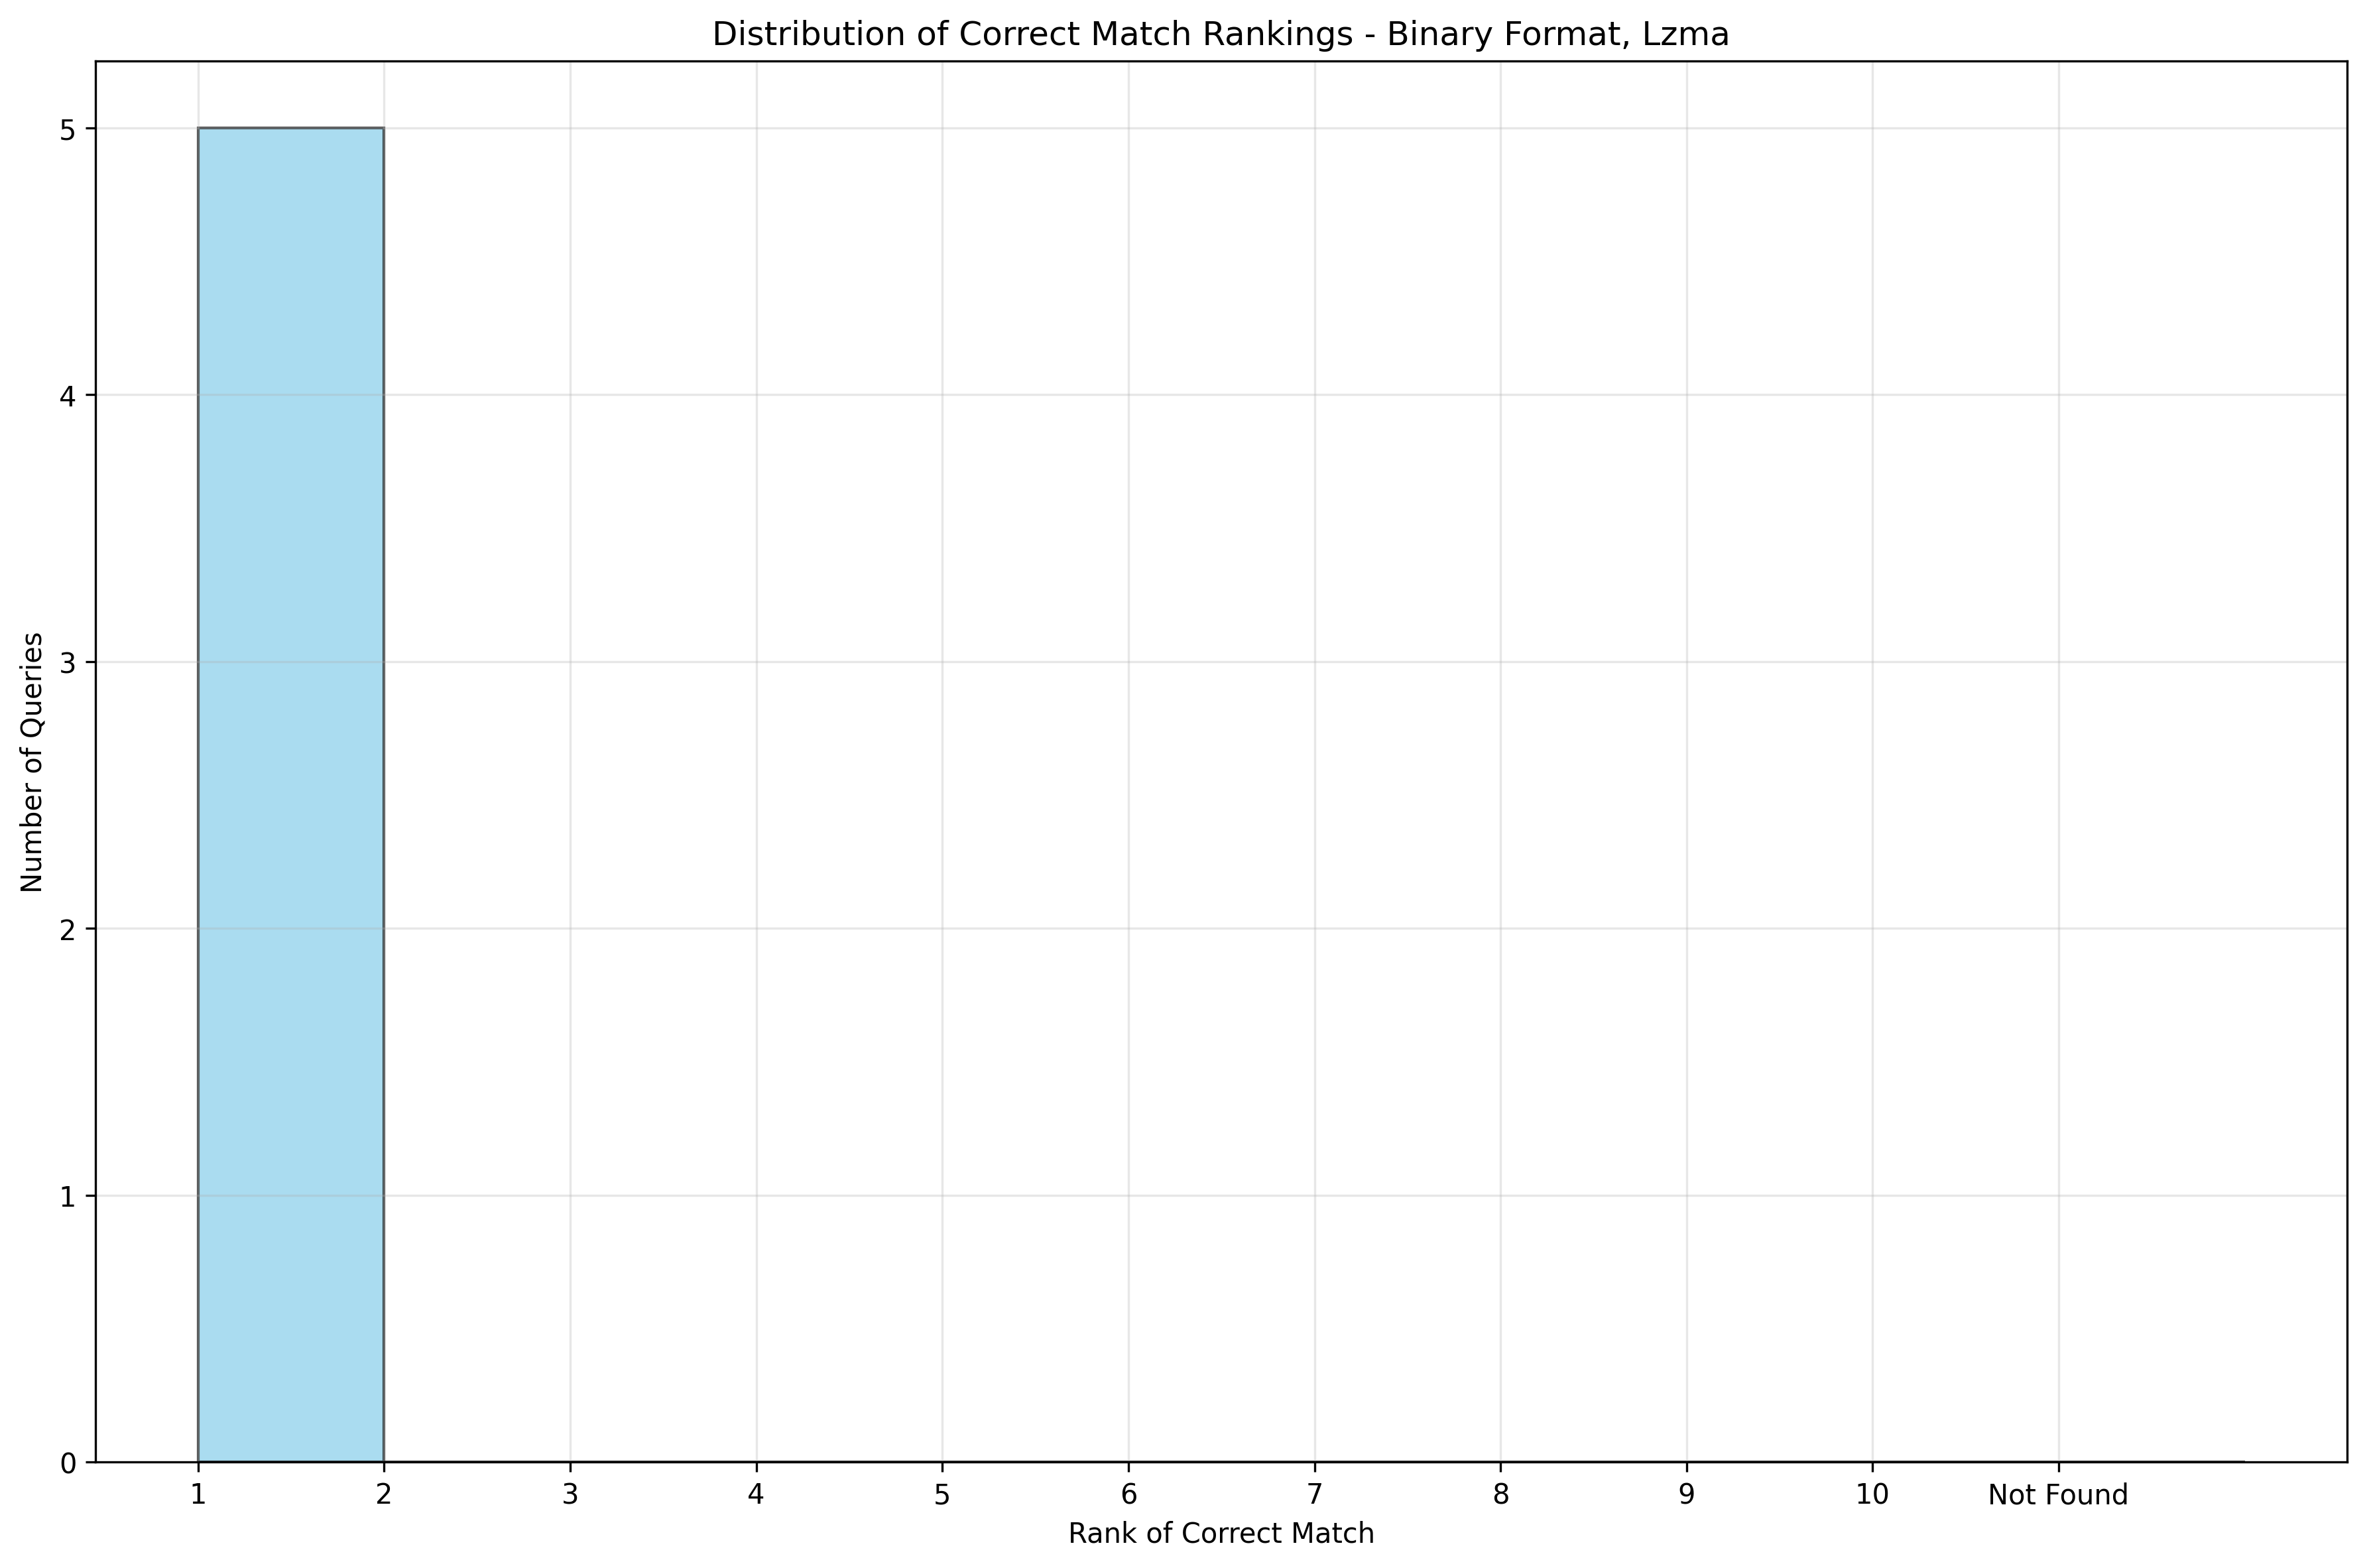 Distribution of Correct Match Rankings - Binary Format, Lzma
Number of Queries
5
4
3
2
1
0
1 2 3 4 5 6 7 8 9 10 Not Found
Rank of Correct Match